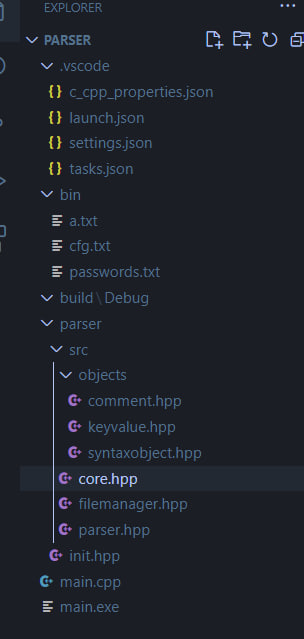 EXPLORER
PARSER
.vscode
c_cpp_properties.json
launch.json
settings.json
tasks.json
bin
a.txt
cfg.txt
passwords.txt
build\Debug
parser
src
objects
comment.hpp
keyvalue.hpp
syntaxobject.hpp
core.hpp
filemanager.hpp
parser.hpp
init.hpp
main.cpp
main.exe